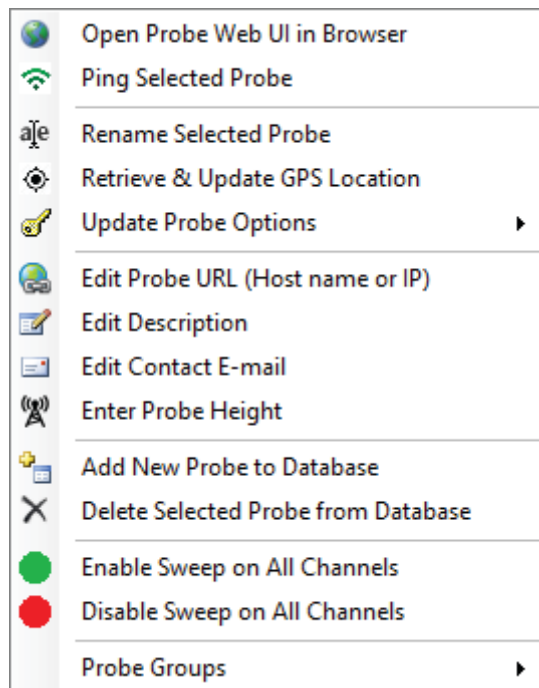 Open Probe Web UI in Browser
Ping Selected Probe
Rename Selected Probe
Retrieve & Update GPS Location
Update Probe Options
Edit Probe URL (Host name or IP)
Edit Description
Edit Contact E-mail
Enter Probe Height
Add New Probe to Database
Delete Selected Probe from Database
Enable Sweep on All Channels
Disable Sweep on All Channels
Probe Groups